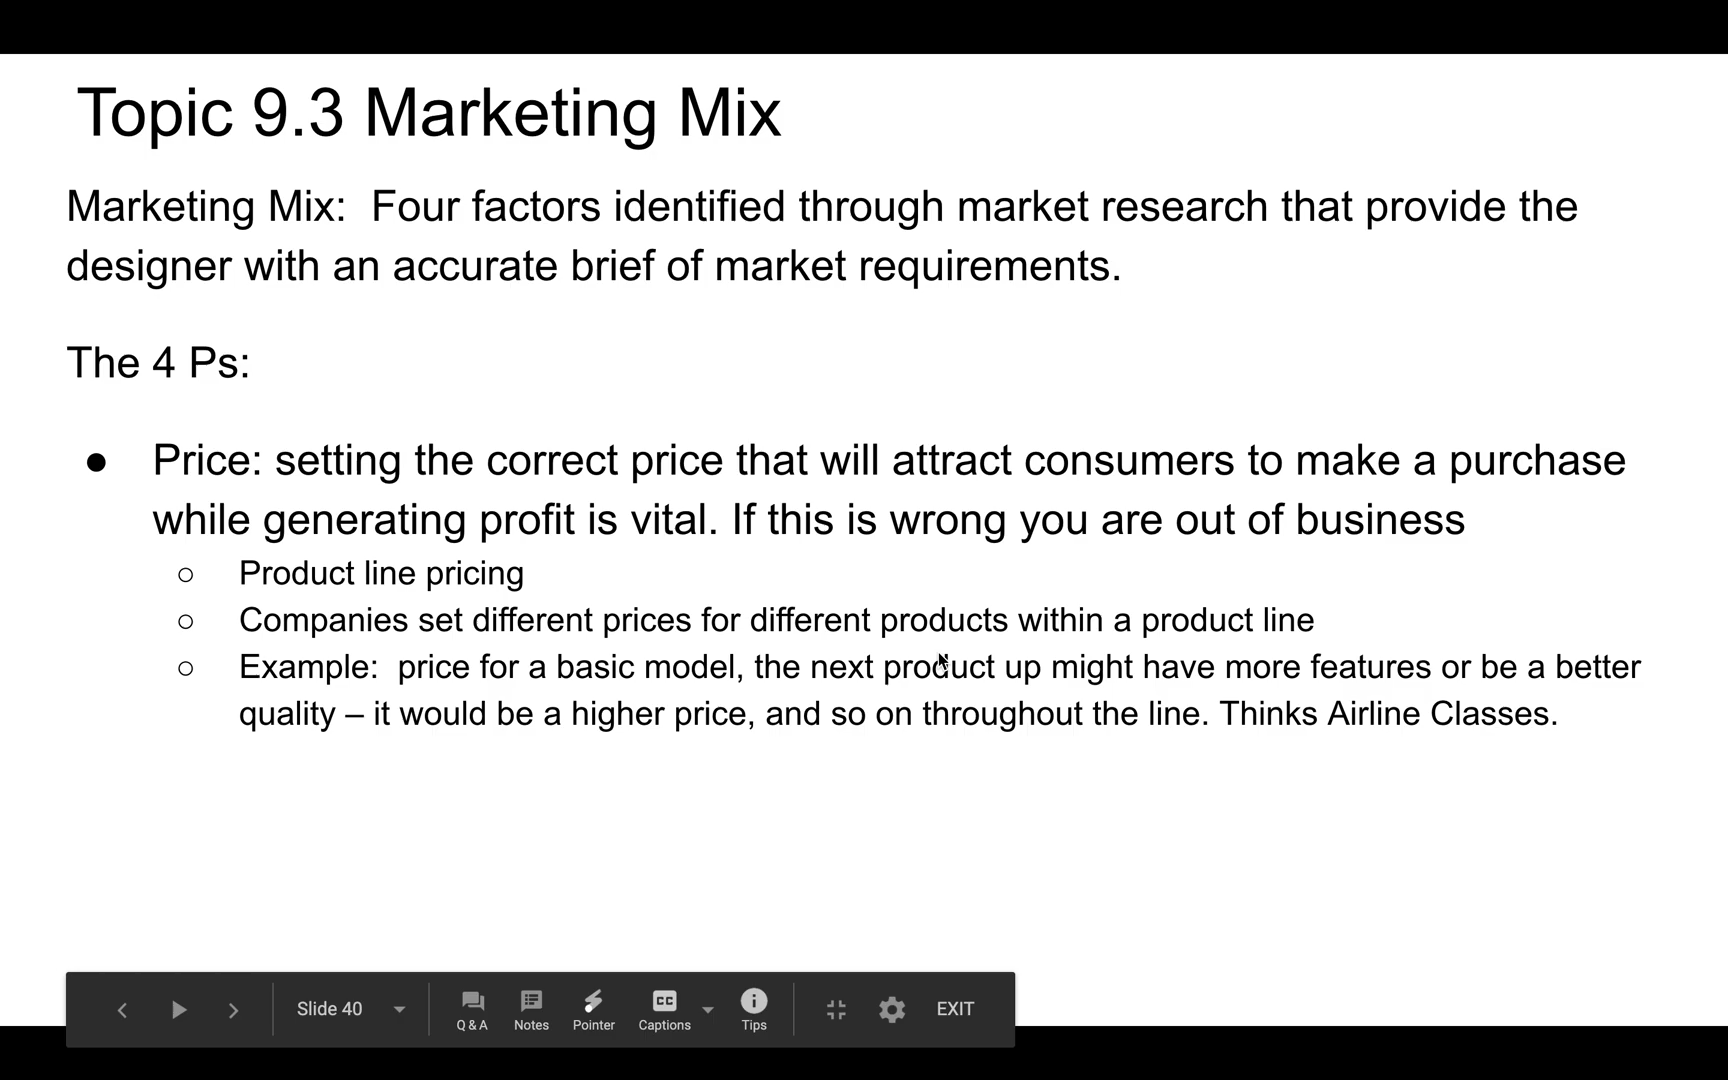 Topic 9.3 Marketing Mix
Marketing Mix:  Four factors identified through market research that provide the
designer with an accurate brief of market requirements.
The 4 Ps:
● Price: setting the correct price that will attract consumers to make a purchase
while generating profit is vital. If this is wrong you are out of business
○ Product line pricing
○ Companies set different prices for different products within a product line
○ Example:  price for a basic model, the next product up might have more features or be a better
quality – it would be a higher price, and so on throughout the line. Thinks Airline Classes.
Slide 40
Q & A
Notes
Pointer
CC
Captions
Tips
EXIT